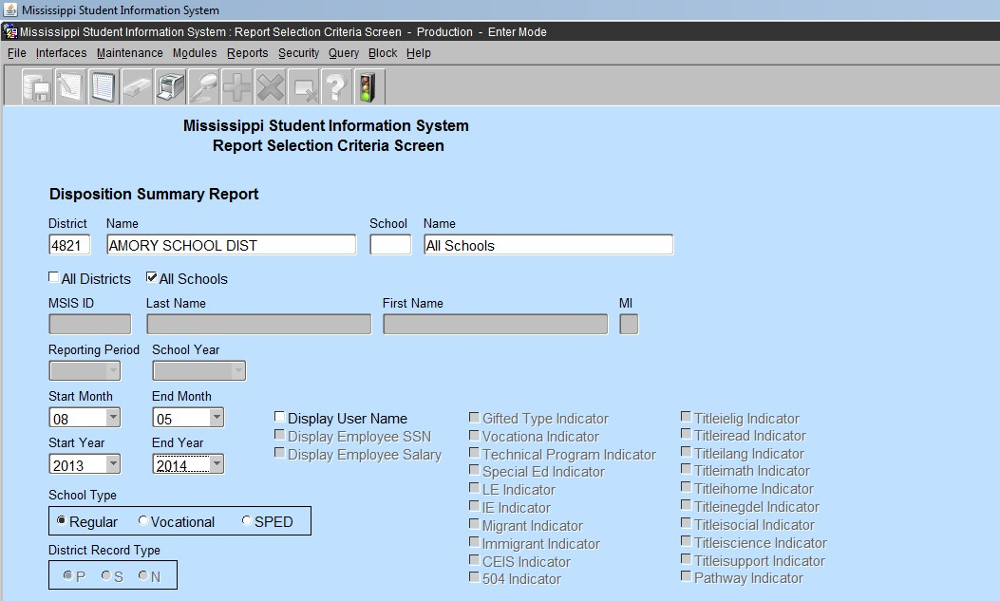 Mississippi Student Information System
Mississippi Student Information System : Report Selection Criteria Screen - Production - Enter Mode
File Interfaces Maintenance Modules Reports Security Query Block Help
Mississippi Student Information System
Report Selection Criteria Screen
Disposition Summary Report
District Name School Name
4821 AMORY SCHOOL DIST All Schools
All Districts All Schools
MSIS ID Last Name First Name MI
Reporting Period School Year
Start Month End Month
08 05
Start Year End Year
2013 2014
School Type
Regular Vocational SPED
District Record Type
P S N
Display User Name
Display Employee SSN
Display Employee Salary
Gifted Type Indicator
Vocationa Indicator
Technical Program Indicator
Special Ed Indicator
LE Indicator
IE Indicator
Migrant Indicator
Immigrant Indicator
CEIS Indicator
504 Indicator
Titleielig Indicator
Titleiread Indicator
Titleilang Indicator
Titleimath Indicator
Titleihome Indicator
Titleinegdel Indicator
Titleisocial Indicator
Titleiscience Indicator
Titleisupport Indicator
Pathway Indicator